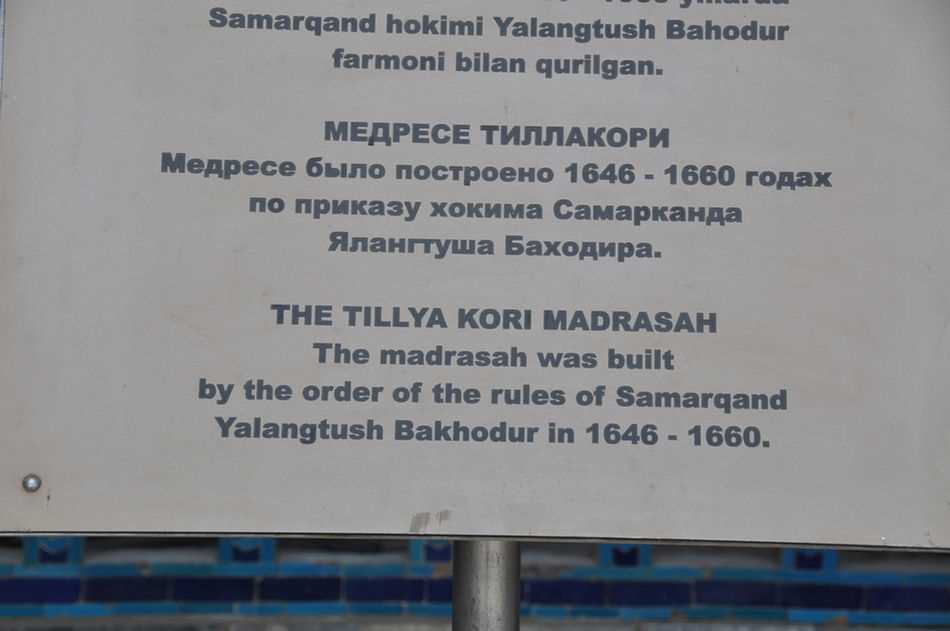 Samarqand hokimi Yalangtush Bahodur
farmoni bilan qurilgan.
МЕДРЕСЕ ТИЛЛАКОРИ
Медресе было построено 1646 - 1660 годах
по приказу хокима Самарканда
Ялангтуша Баходира.
THE TILLYA KORI MADRASAH
The madrasah was built
by the order of the rules of Samarqand
Yalangtush Bakhodur in 1646 - 1660.